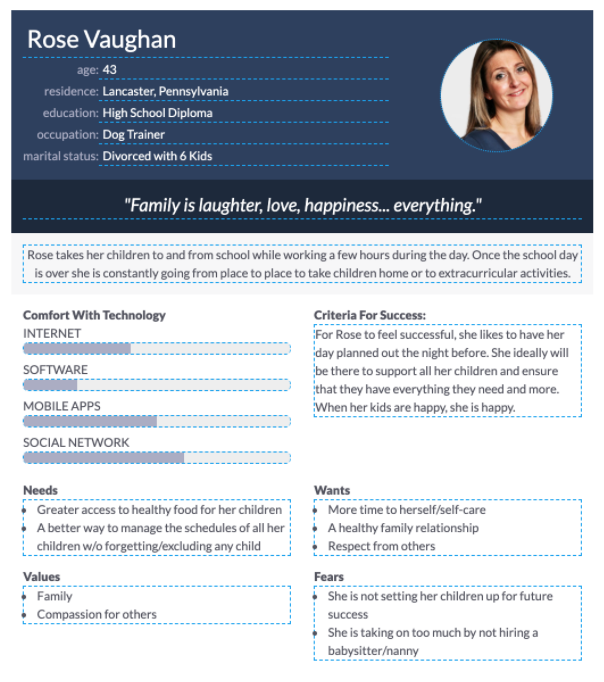 Rose Vaughan
age: 43
residence: Lancaster, Pennsylvania
education: High School Diploma
occupation: Dog Trainer
marital status: Divorced with 6 Kids
"Family is laughter, love, happiness... everything."
Rose takes her children to and from school while working a few hours during the day. Once the school day
is over she is constantly going from place to place to take children home or to extracurricular activities.
Comfort With Technology
INTERNET
SOFTWARE
MOBILE APPS
SOCIAL NETWORK
Criteria For Success:
For Rose to feel successful, she likes to have her
day planned out the night before. She ideally will
be there to support all her children and ensure
that they have everything they need and more.
When her kids are happy, she is happy.
Needs
• Greater access to healthy food for her children
• A better way to manage the schedules of all her
children w/o forgetting/excluding any child
Wants
• More time to herself/self-care
• A healthy family relationship
• Respect from others
Values
• Family
• Compassion for others
Fears
• She is not setting her children up for future
success
• She is taking on too much by not hiring a
babysitter/nanny